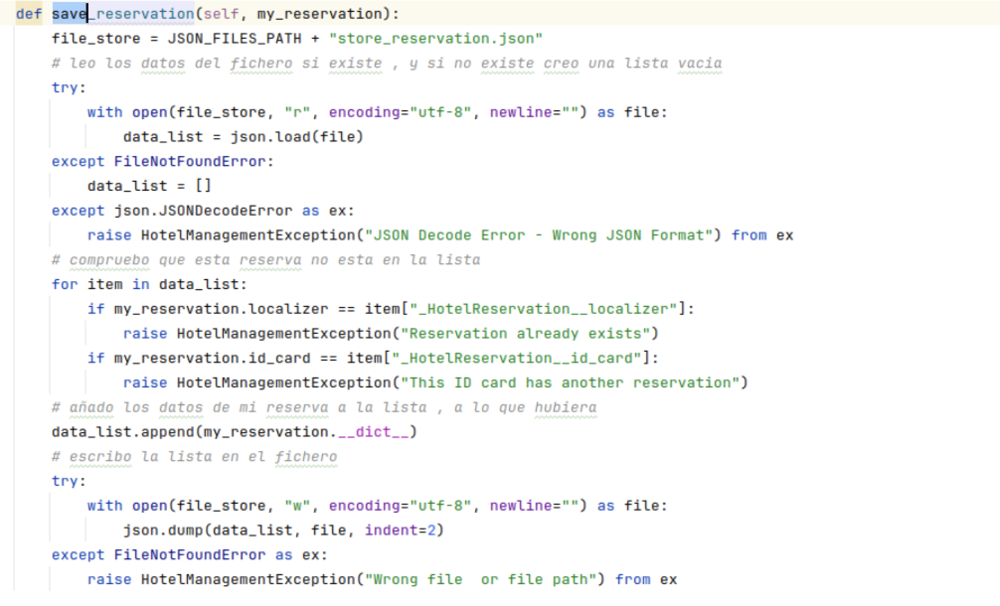 def save_reservation(self, my_reservation):
    file_store = JSON_FILES_PATH + "store_reservation.json"
    # leo los datos del fichero si existe , y si no existe creo una lista vacia
    try:
        with open(file_store, "r", encoding="utf-8", newline="") as file:
            data_list = json.load(file)
    except FileNotFoundError:
        data_list = []
    except json.JSONDecodeError as ex:
        raise HotelManagementException("JSON Decode Error - Wrong JSON Format") from ex
    # compruebo que esta reserva no esta en la lista
    for item in data_list:
        if my_reservation.localizer == item["_HotelReservation__localizer"]:
            raise HotelManagementException("Reservation already exists")
        if my_reservation.id_card == item["_HotelReservation__id_card"]:
            raise HotelManagementException("This ID card has another reservation")
    # añado los datos de mi reserva a la lista , a lo que hubiera
    data_list.append(my_reservation.__dict__)
    # escribo la lista en el fichero
    try:
        with open(file_store, "w", encoding="utf-8", newline="") as file:
            json.dump(data_list, file, indent=2)
    except FileNotFoundError as ex:
        raise HotelManagementException("Wrong file  or file path") from ex